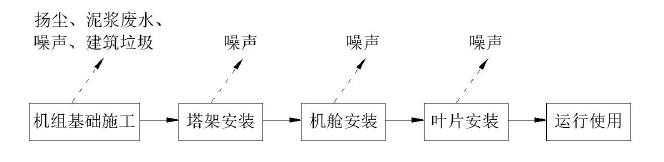 扬尘、泥浆废水、
噪声、建筑垃圾
噪声
噪声
噪声
机组基础施工
塔架安装
机舱安装
叶片安装
运行使用